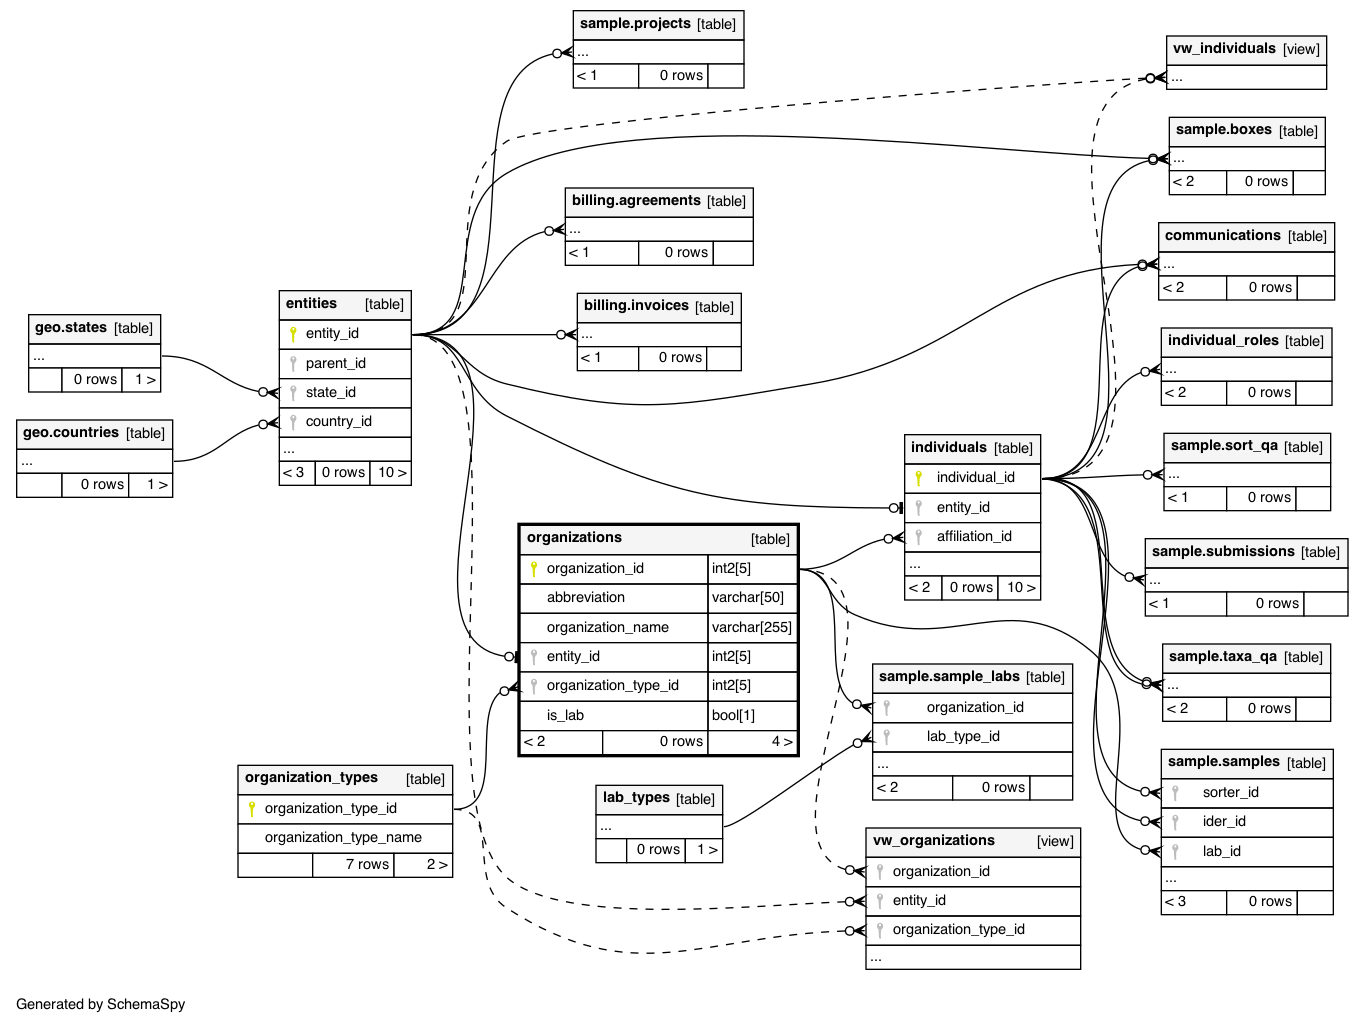 sample.projects [table]
...
< 1 0 rows
vw_individuals [view]
...
sample.boxes [table]
...
< 2 0 rows
billing.agreements [table]
...
< 1 0 rows
communications [table]
...
< 2 0 rows
entities [table]
entity_id
parent_id
state_id
country_id
...
< 3 0 rows 10 >
billing.invoices [table]
...
< 1 0 rows
geo.states [table]
...
0 rows 1 >
individual_roles [table]
...
< 2 0 rows
geo.countries [table]
...
0 rows 1 >
individuals [table]
individual_id
entity_id
affiliation_id
...
< 2 0 rows 10 >
sample.sort_qa [table]
...
< 1 0 rows
organizations [table]
organization_id int2[5]
abbreviation varchar[50]
organization_name varchar[255]
entity_id int2[5]
organization_type_id int2[5]
is_lab bool[1]
< 2 0 rows 4 >
sample.submissions [table]
...
< 1 0 rows
sample.taxa_qa [table]
...
< 2 0 rows
sample.sample_labs [table]
organization_id
lab_type_id
...
< 2 0 rows
sample.samples [table]
sorter_id
ider_id
lab_id
...
< 3 0 rows
organization_types [table]
organization_type_id
organization_type_name
7 rows 2 >
lab_types [table]
...
0 rows 1 >
vw_organizations [view]
organization_id
entity_id
organization_type_id
...
Generated by SchemaSpy